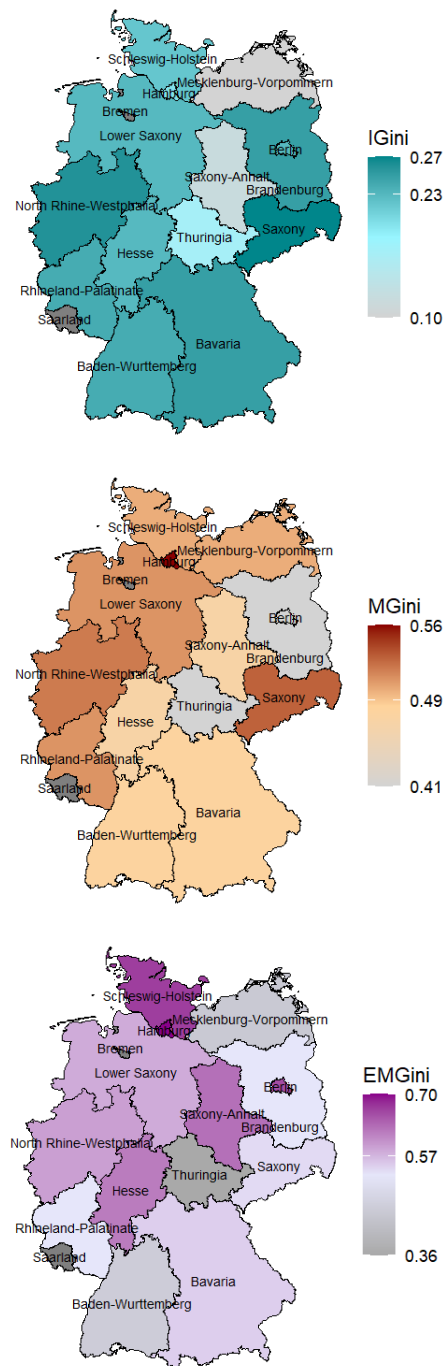 Schleswig-Holstein
Mecklenburg-Vorpommern
Hamburg
Bremen
Lower Saxony
Berlin
Saxony-Anhalt
Brandenburg
North Rhine-Westphalia
Thuringia
Saxony
Hesse
Rhineland-Palatinate
Saarland
Bavaria
Baden-Wurttemberg
IGini
0.27
0.23
0.10
Schleswig-Holstein
Mecklenburg-Vorpommern
Hamburg
Bremen
Lower Saxony
Berlin
Saxony-Anhalt
Brandenburg
North Rhine-Westphalia
Thuringia
Saxony
Hesse
Rhineland-Palatinate
Saarland
Bavaria
Baden-Wurttemberg
MGini
0.56
0.49
0.41
Schleswig-Holstein
Mecklenburg-Vorpommern
Hamburg
Bremen
Lower Saxony
Berlin
Saxony-Anhalt
Brandenburg
North Rhine-Westphalia
Thuringia
Saxony
Hesse
Rhineland-Palatinate
Saarland
Bavaria
Baden-Wurttemberg
EMGini
0.70
0.57
0.36